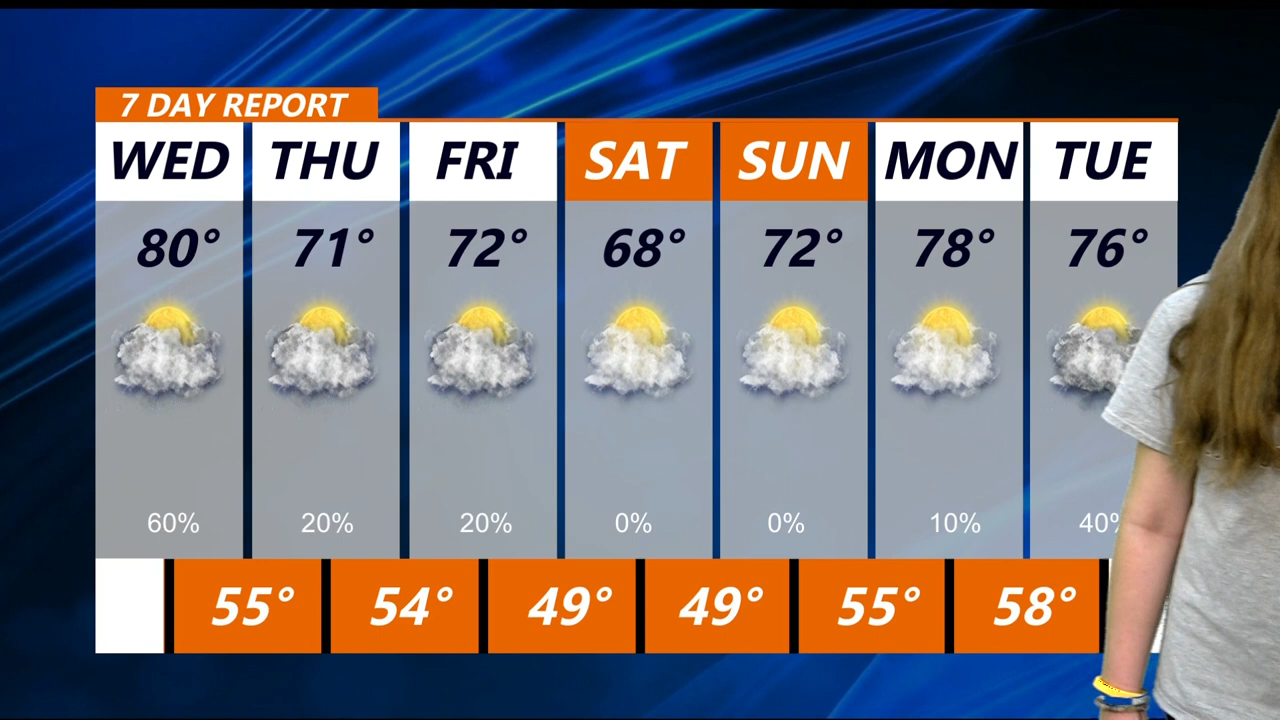 7 DAY REPORT
WED THU FRI SAT SUN MON TUE
80° 71° 72° 68° 72° 78° 76°
60% 20% 20% 0% 0% 10% 40%
55° 54° 49° 49° 55° 58°